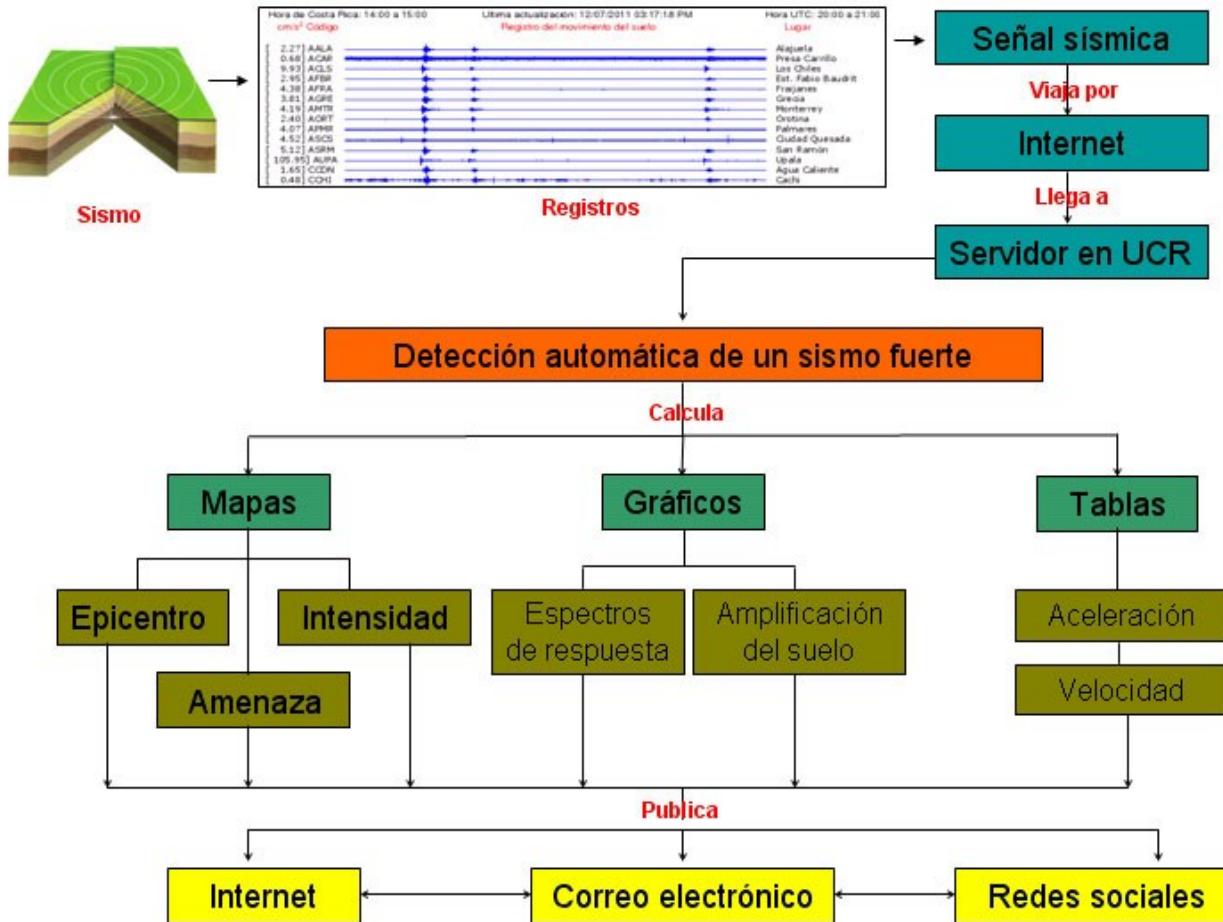 Hora de Costa Rica: 14:00 a 15:00 Ultima actualización: 12/07/2011 03:17:18 PM Hora UTC: 20:00 a 21:00
cm/s² Código Registro del movimiento del suelo Lugar
[ 2.27] AALA Alajuela
[ 0.68] ACAR Presa Carrillo
[ 9.93] ACLS Los Chiles
[ 2.95] AFBR Est. Fabio Baudrit
[ 4.38] AFRA Fraijanes
[ 3.81] AGRE Grecia
[ 4.19] AMTR Monterrey
[ 2.40] AORT Orotina
[ 4.07] APMR Palmares
[ 4.52] ASCS Ciudad Quesada
[ 5.12] ASRM San Ramón
[ 105.95] AUPA Upala
[ 1.65] CCDN Agua Caliente
[ 0.48] CCHI Cachi
Sismo
Registros
Señal sísmica
Viaja por
Internet
Llega a
Servidor en UCR
Detección automática de un sismo fuerte
Calcula
Mapas
Gráficos
Tablas
Epicentro
Intensidad
Amenaza
Espectros
de respuesta
Amplificación
del suelo
Aceleración
Velocidad
Publica
Internet
Correo electrónico
Redes sociales